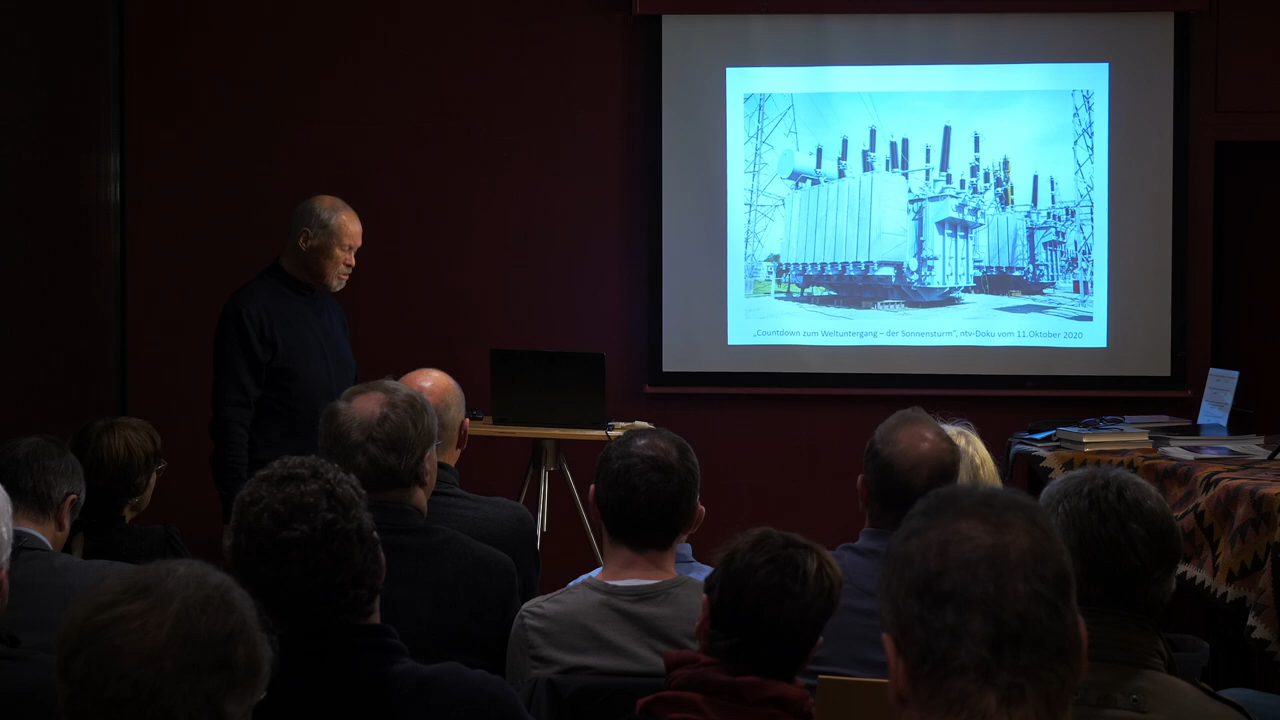 „Countdown zum Weltuntergang – der Sonnensturm“, ntv-Doku vom 11.Oktober 2020